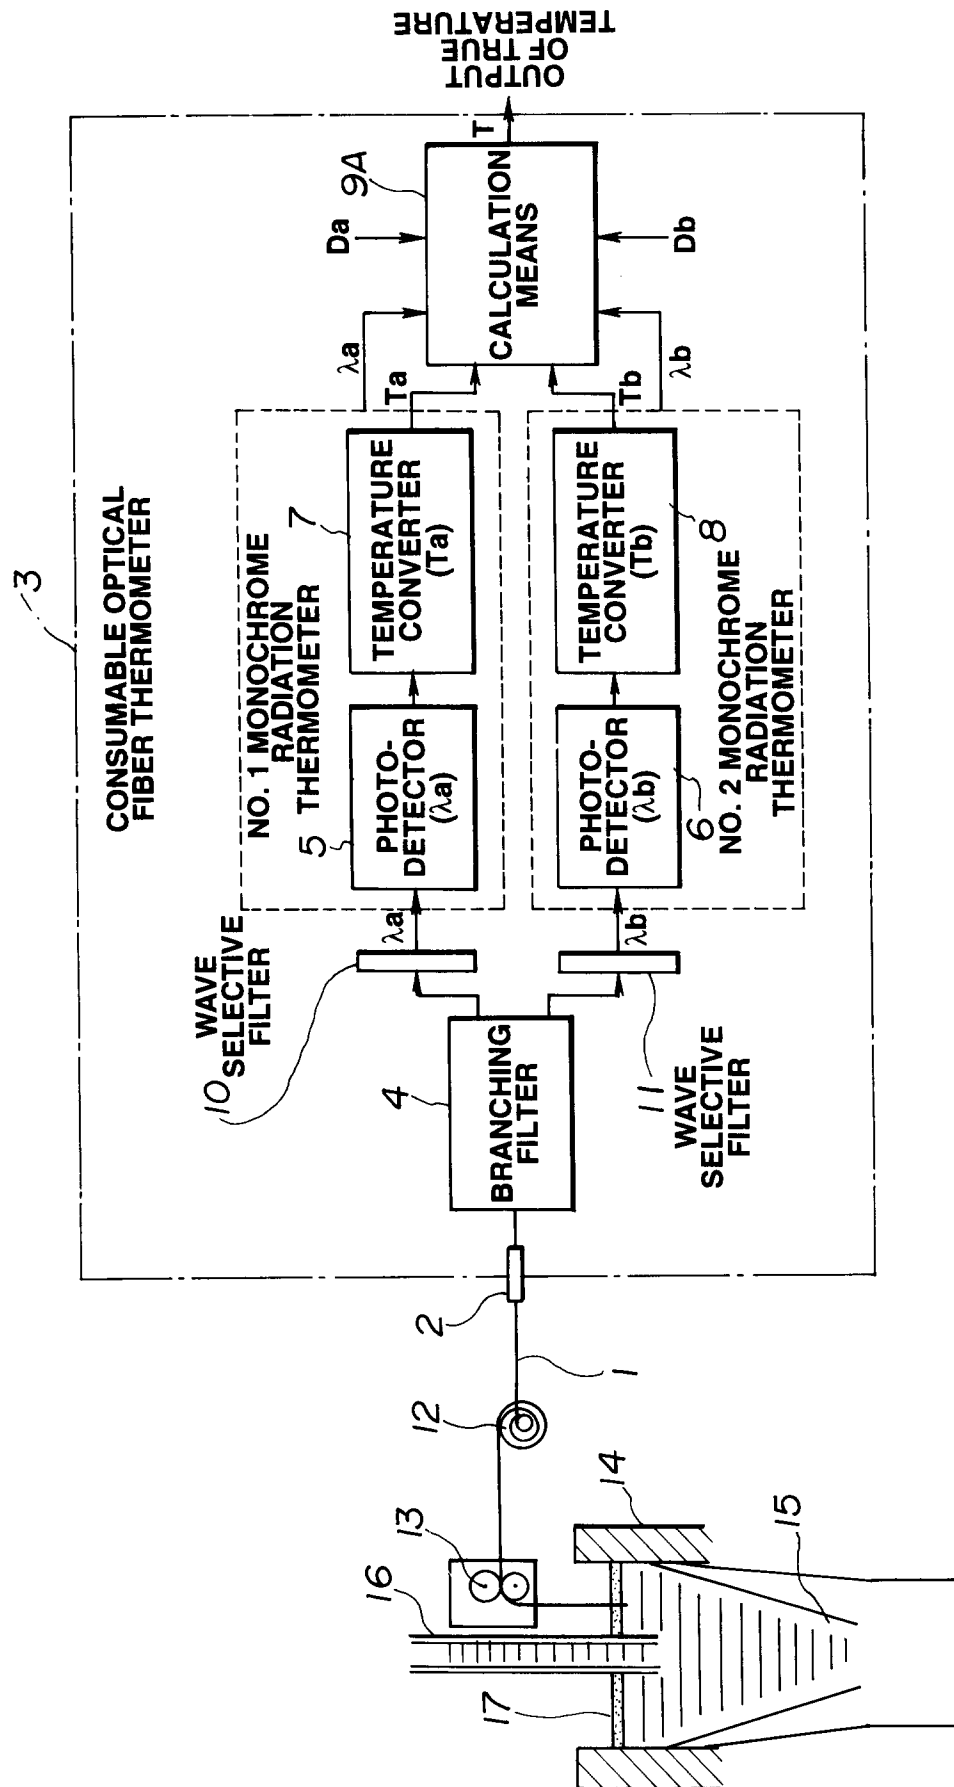 3
CONSUMABLE OPTICAL
FIBER THERMOMETER
WAVE
SELECTIVE
FILTER
10
NO. 1 MONOCHROME
RADIATION
THERMOMETER
5
PHOTO-
DETECTOR
(λa)
7
TEMPERATURE
CONVERTER
(Ta)
λa
λa
Ta
Da
9A
CALCULATION
MEANS
T
OUTPUT
OF TRUE
TEMPERATURE
Db
λb
Tb
4
BRANCHING
FILTER
λb
PHOTO-
DETECTOR
(λb)
6
TEMPERATURE
CONVERTER
(Tb)
8
NO. 2 MONOCHROME
RADIATION
THERMOMETER
11
WAVE
SELECTIVE
FILTER
2
1
12
13
16
14
15
17